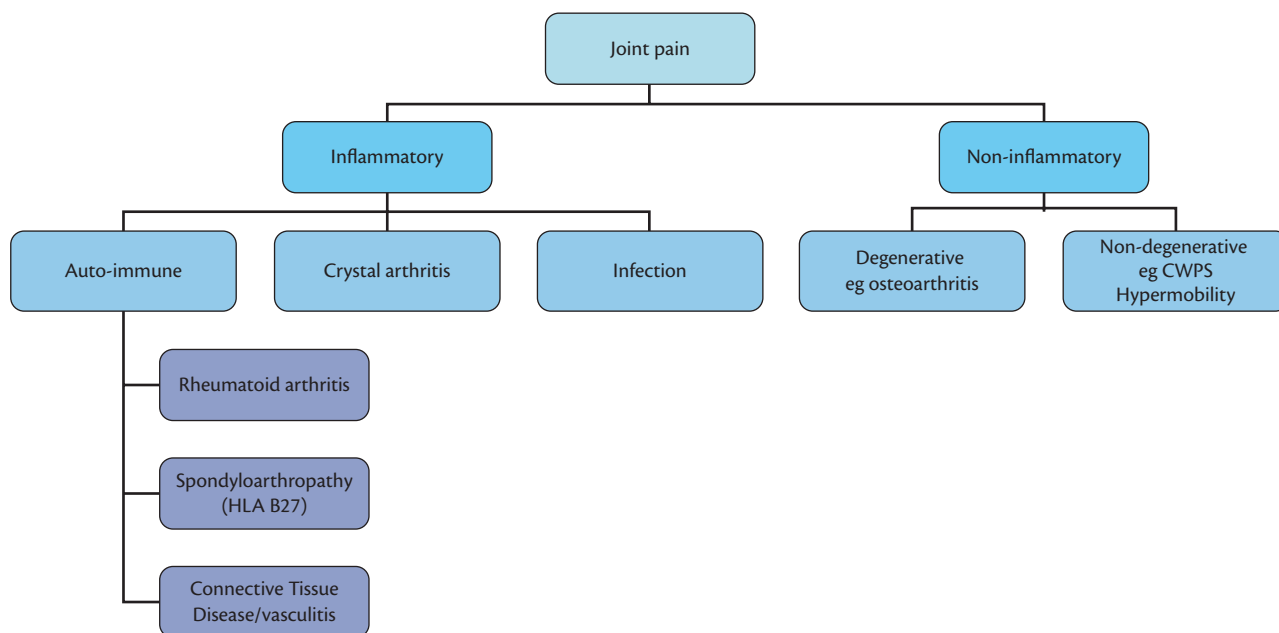 Joint pain
Inflammatory
Non-inflammatory
Auto-immune
Crystal arthritis
Infection
Degenerative
eg osteoarthritis
Non-degenerative
eg CWPS
Hypermobility
Rheumatoid arthritis
Spondyloarthropathy
(HLA B27)
Connective Tissue
Disease/vasculitis